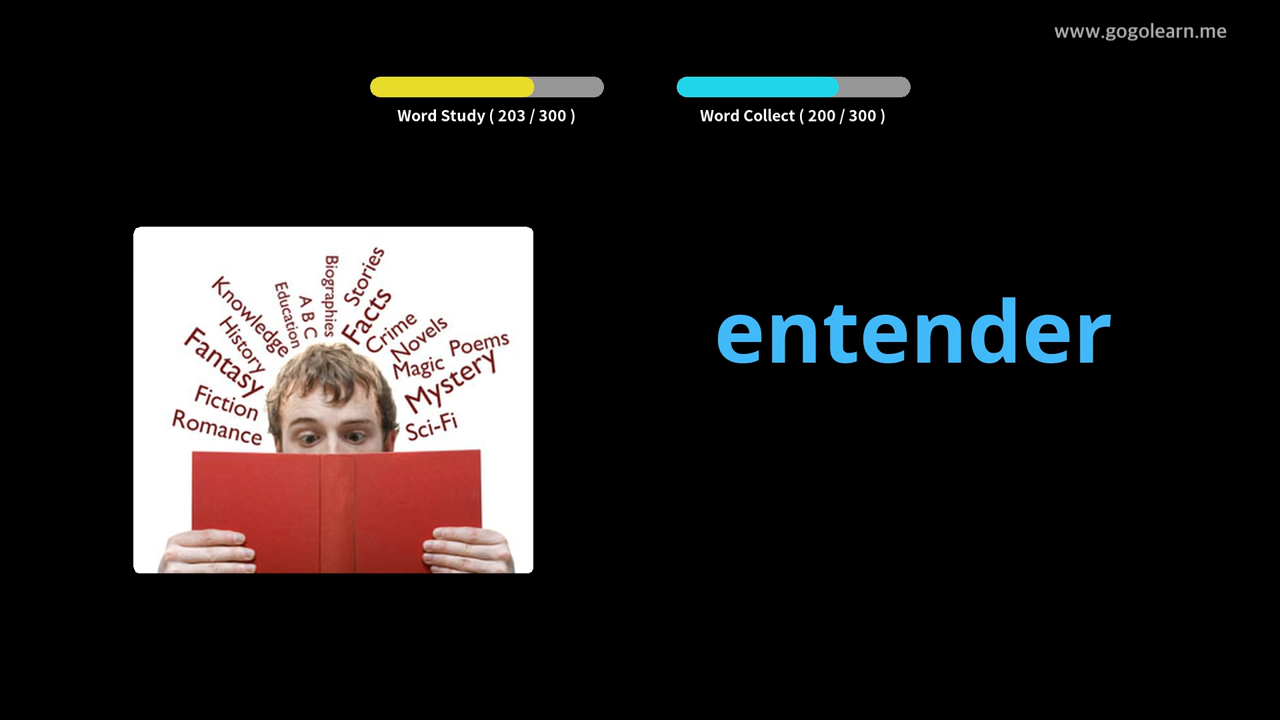 www.gogolearn.me
Word Study ( 203 / 300 )
Word Collect ( 200 / 300 )
Biographies
Stories
Education
A B C
Facts
Knowledge
Crime
History
Novels
Poems
Fantasy
Magic
Mystery
Fiction
Romance
Sci-Fi
entender